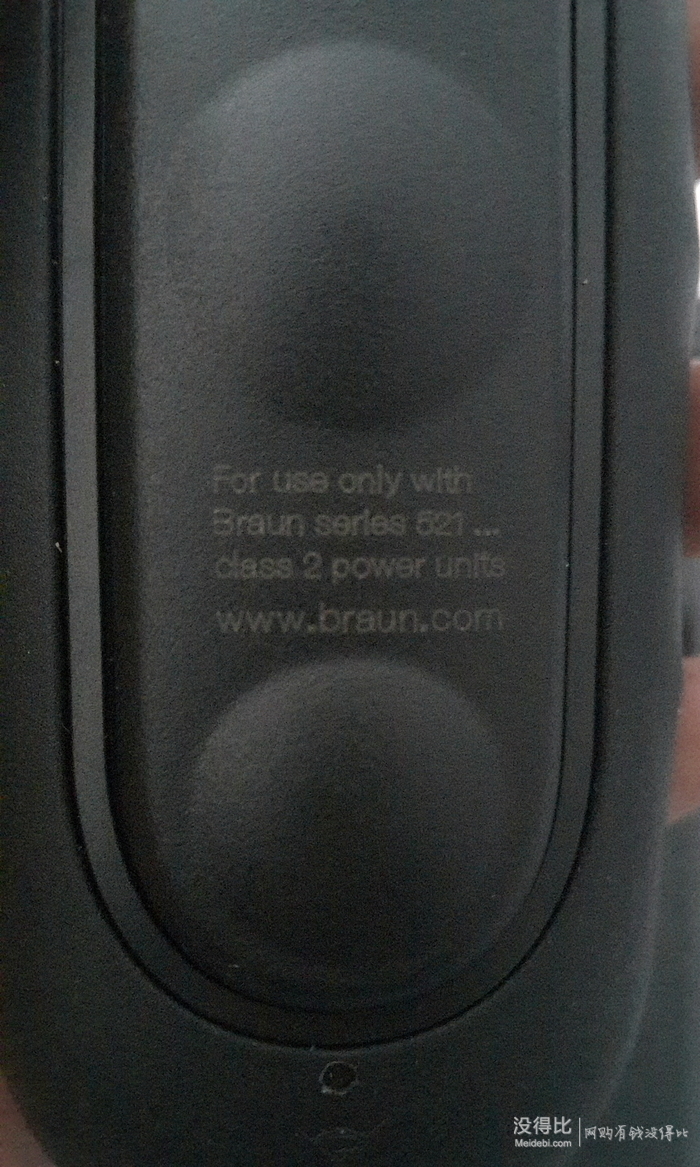 For use only with
Braun series 521 ...
class 2 power units
www.braun.com
没得比
Meidebi.com
网购有钱没得比